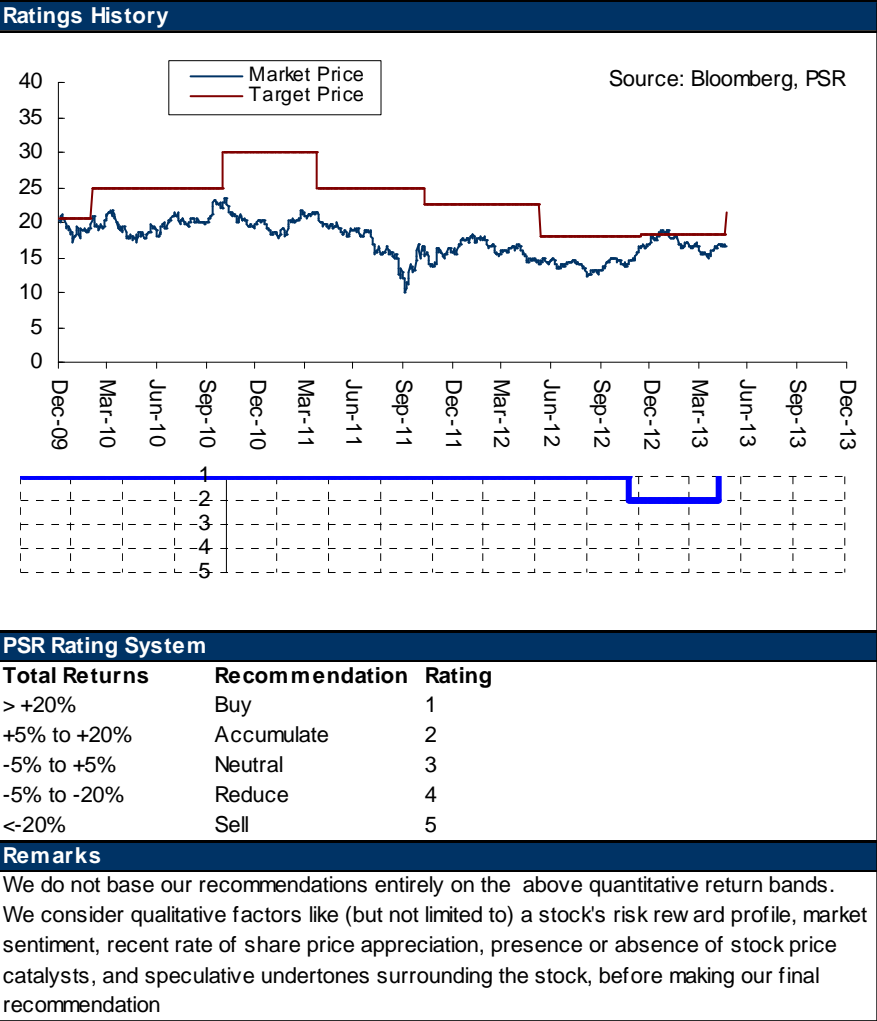 Ratings History
Market Price
Target Price
Source: Bloomberg, PSR
40
35
30
25
20
15
10
5
0
Dec-09
Mar-10
Jun-10
Sep-10
Dec-10
Mar-11
Jun-11
Sep-11
Dec-11
Mar-12
Jun-12
Sep-12
Dec-12
Mar-13
Jun-13
Sep-13
Dec-13
1
2
3
4
5
PSR Rating System
Total Returns Recommendation Rating
> +20% Buy 1
+5% to +20% Accumulate 2
-5% to +5% Neutral 3
-5% to -20% Reduce 4
<-20% Sell 5
Remarks
We do not base our recommendations entirely on the above quantitative return bands.
We consider qualitative factors like (but not limited to) a stock's risk reward profile, market
sentiment, recent rate of share price appreciation, presence or absence of stock price
catalysts, and speculative undertones surrounding the stock, before making our final
recommendation